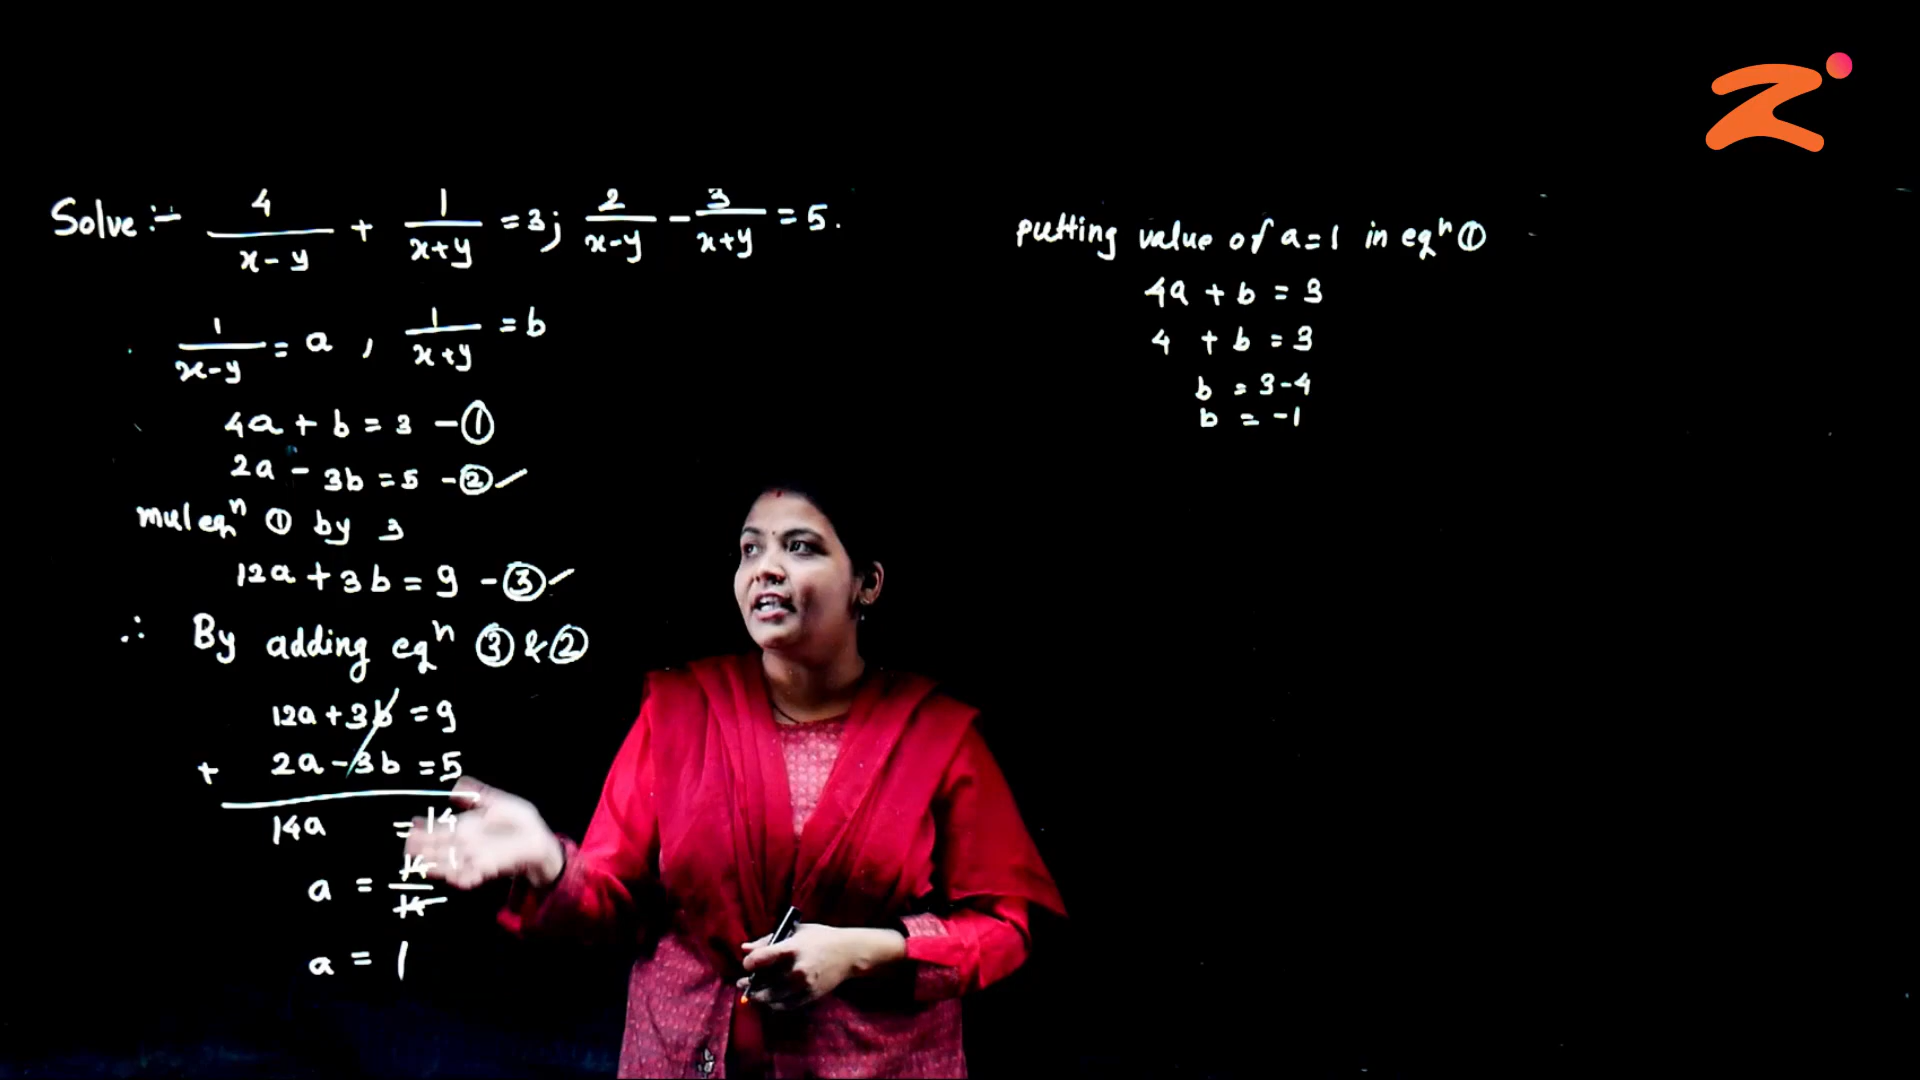 Solve :- 4/(x-y) + 1/(x+y) = 3; 2/(x-y) - 3/(x+y) = 5.
1/(x-y) = a , 1/(x+y) = b
4a + b = 3 - ①
2a - 3b = 5 - ② ✓
mul eqⁿ ① by 3
12a + 3b = 9 - ③ ✓
∴ By adding eqⁿ ③ & ②
12a + 3b = 9
+ 2a - 3b = 5
14a = 14
a = 14/14 1
a = 1
putting value of a=1 in eqⁿ ①
4a + b = 3
4 + b = 3
b = 3-4
b = -1